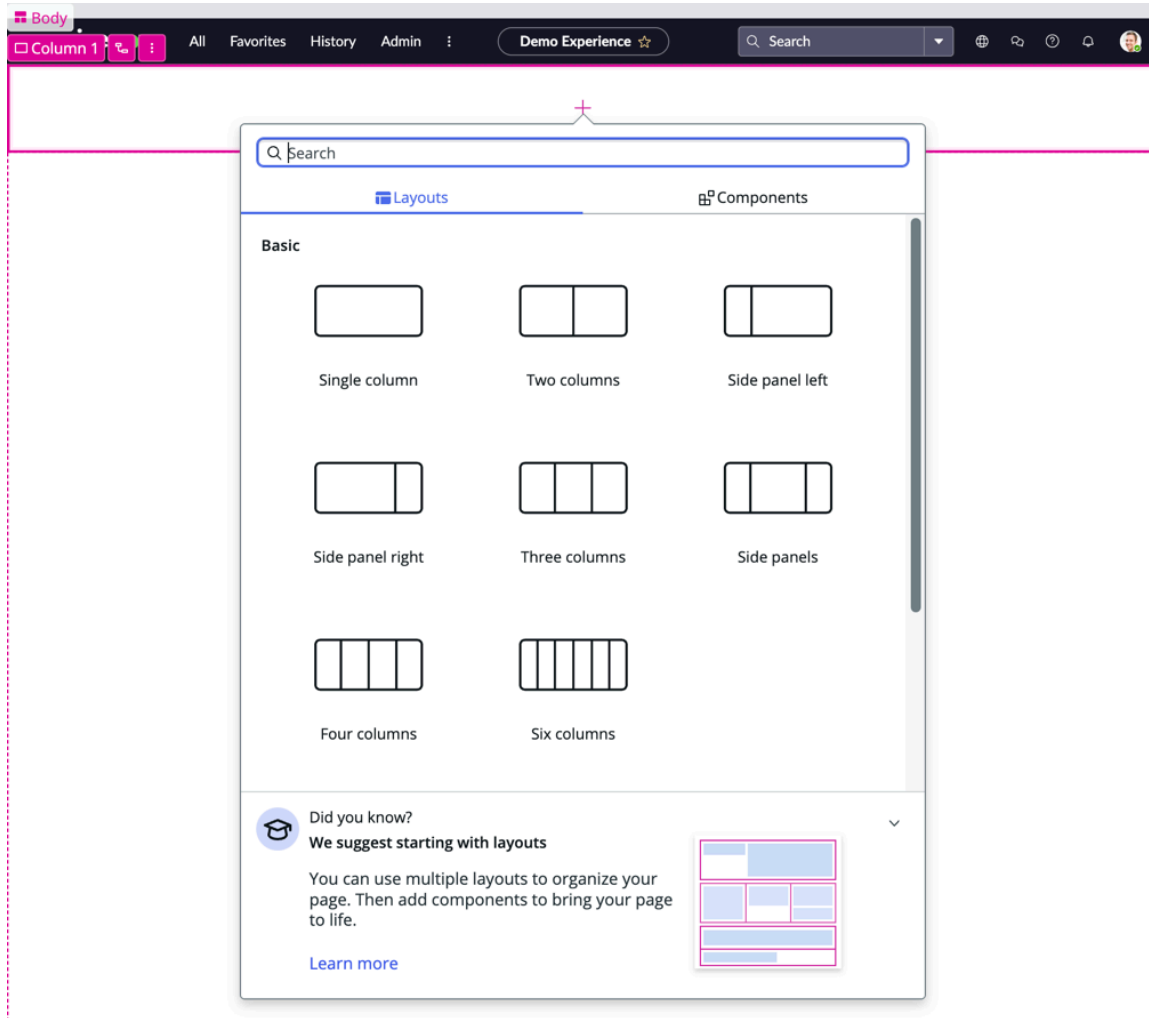 Body
Column 1
All Favorites History Admin Demo Experience Search
Search
Layouts Components
Basic
Single column Two columns Side panel left
Side panel right Three columns Side panels
Four columns Six columns
Did you know?
We suggest starting with layouts
You can use multiple layouts to organize your
page. Then add components to bring your page
to life.
Learn more